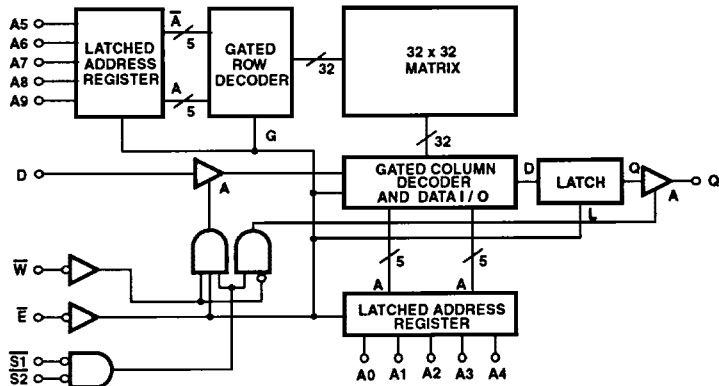 A5
A6
A7
A8
A9
LATCHED
ADDRESS
REGISTER
A̅
5
A
5
GATED
ROW
DECODER
32
32 x 32
MATRIX
G
32
D
A
GATED COLUMN
DECODER
AND DATA I / O
D
LATCH
Q
A
Q
L
W̅
E̅
S̅1̅
S̅2̅
5
5
A
A
LATCHED ADDRESS
REGISTER
A0 A1 A2 A3 A4